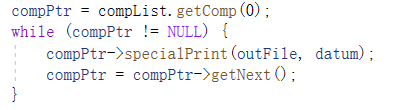 compPtr = compList.getComp(0);
while (compPtr != NULL) {
    compPtr->specialPrint(outFile, datum);
    compPtr = compPtr->getNext();
}